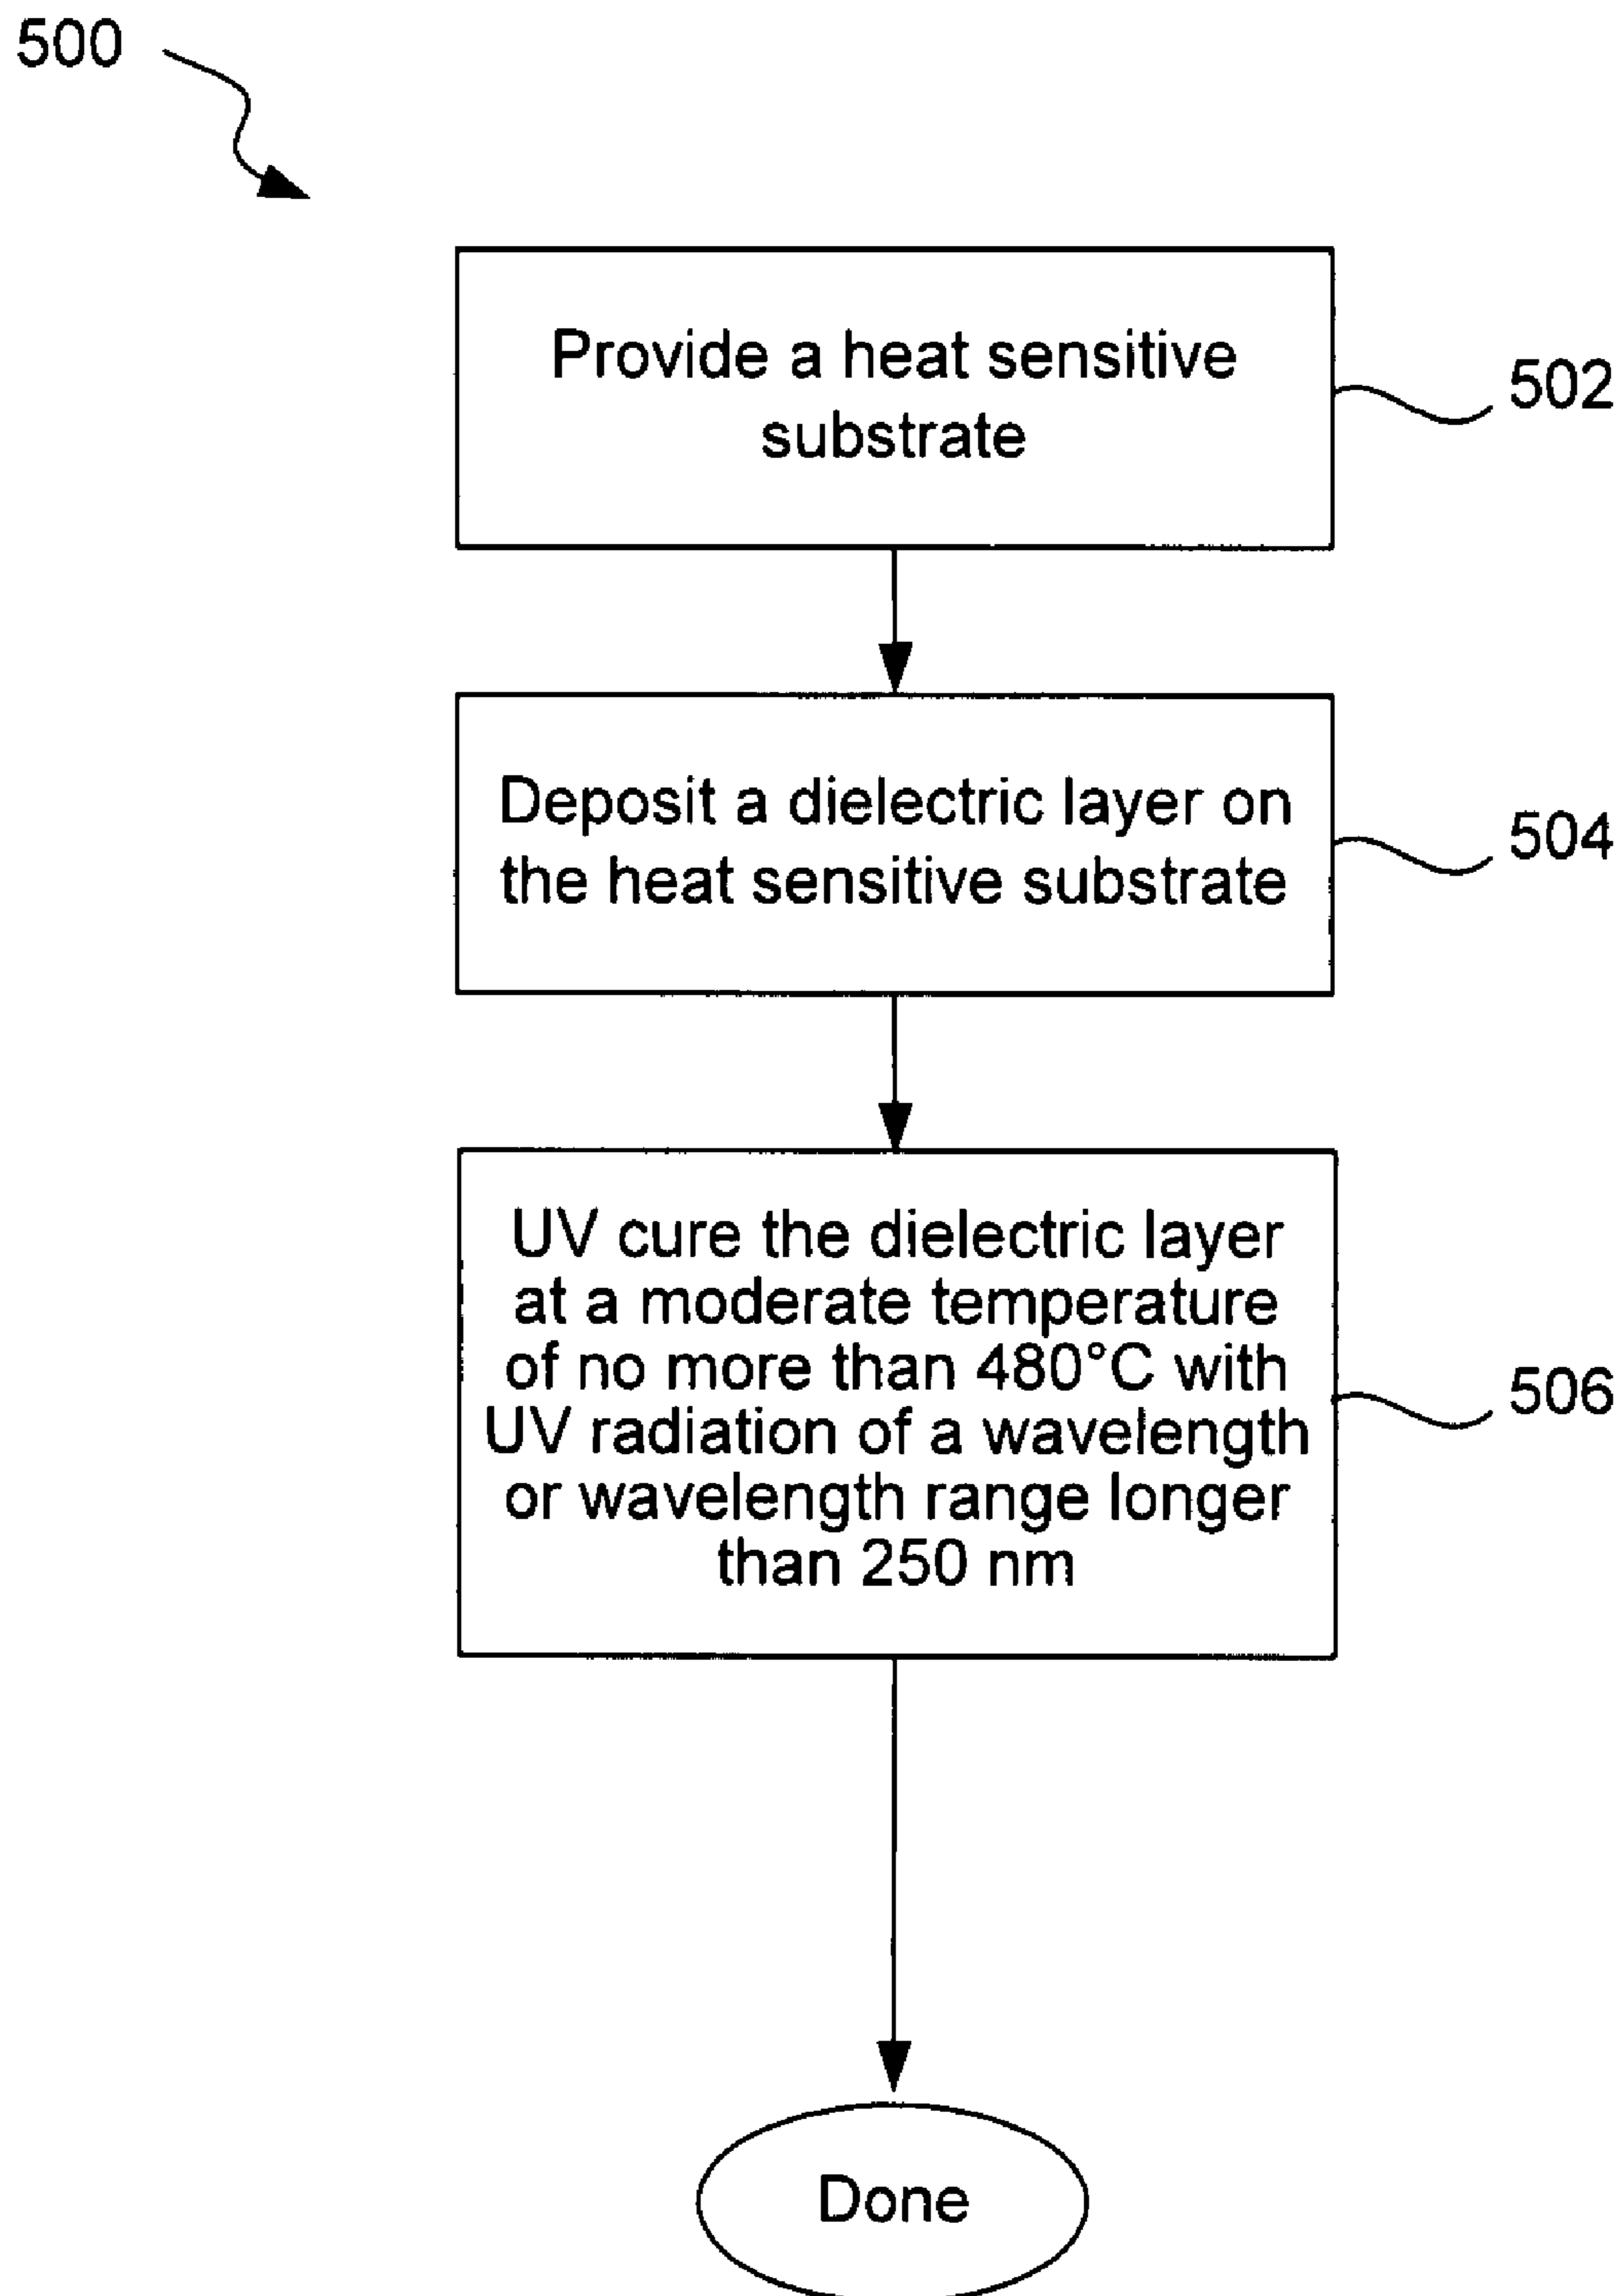 500
Provide a heat sensitive
substrate
502
Deposit a dielectric layer on
the heat sensitive substrate
504
UV cure the dielectric layer
at a moderate temperature
of no more than 480°C with
UV radiation of a wavelength
or wavelength range longer
than 250 nm
506
Done